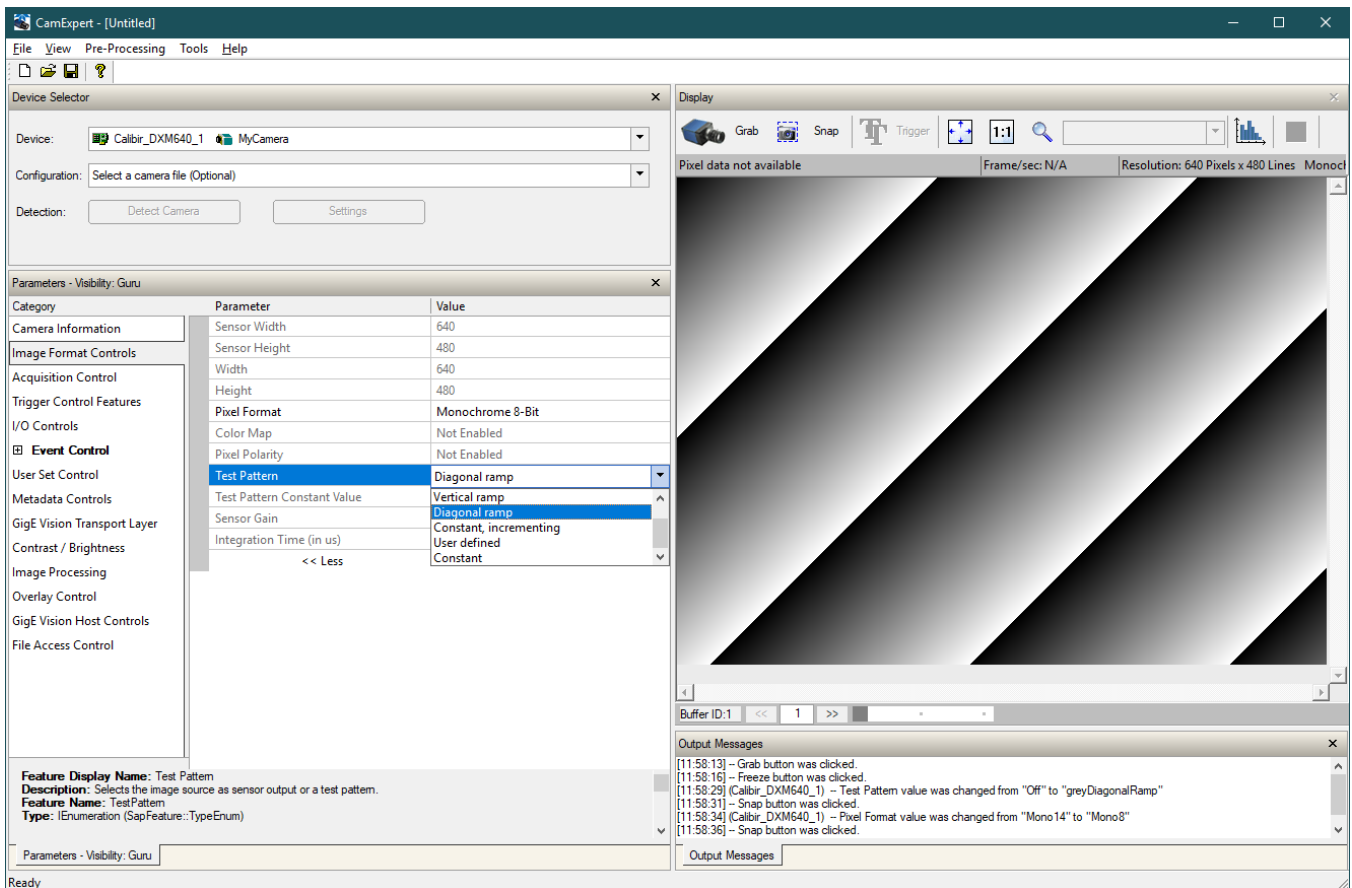 CamExpert - [Untitled]
File View Pre-Processing Tools Help
Device Selector
Device: Calibir_DXM640_1 MyCamera
Configuration: Select a camera file (Optional)
Detection: Detect Camera Settings
Parameters - Visibility: Guru
Category Parameter Value
Camera Information
Image Format Controls
Acquisition Control
Trigger Control Features
I/O Controls
Event Control
User Set Control
Metadata Controls
GigE Vision Transport Layer
Contrast / Brightness
Image Processing
Overlay Control
GigE Vision Host Controls
File Access Control
Sensor Width 640
Sensor Height 480
Width 640
Height 480
Pixel Format Monochrome 8-Bit
Color Map Not Enabled
Pixel Polarity Not Enabled
Test Pattern Diagonal ramp
Test Pattern Constant Value
Sensor Gain
Integration Time (in us)
<< Less
Vertical ramp
Diagonal ramp
Constant, incrementing
User defined
Constant
Feature Display Name: Test Pattern
Description: Selects the image source as sensor output or a test pattern.
Feature Name: TestPattern
Type: IEnumeration (SapFeature::TypeEnum)
Parameters - Visibility: Guru
Ready
Display
Grab Snap Trigger 1:1
Pixel data not available Frame/sec: N/A Resolution: 640 Pixels x 480 Lines Monoch
Buffer ID:1 << 1 >>
Output Messages
[11:58:13] -- Grab button was clicked.
[11:58:16] -- Freeze button was clicked.
[11:58:29] (Calibir_DXM640_1) -- Test Pattern value was changed from "Off" to "greyDiagonalRamp"
[11:58:31] -- Snap button was clicked.
[11:58:34] (Calibir_DXM640_1) -- Pixel Format value was changed from "Mono14" to "Mono8"
[11:58:36] -- Snap button was clicked.
Output Messages